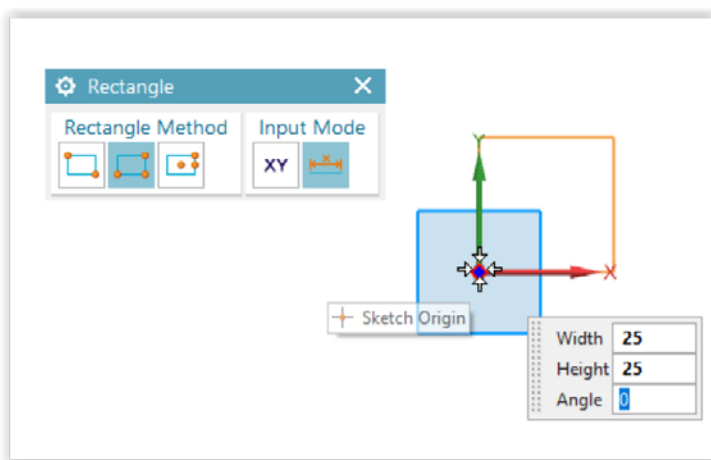 Rectangle
Rectangle Method
Input Mode
XY
x
Y
X
Sketch Origin
Width 25
Height 25
Angle 0